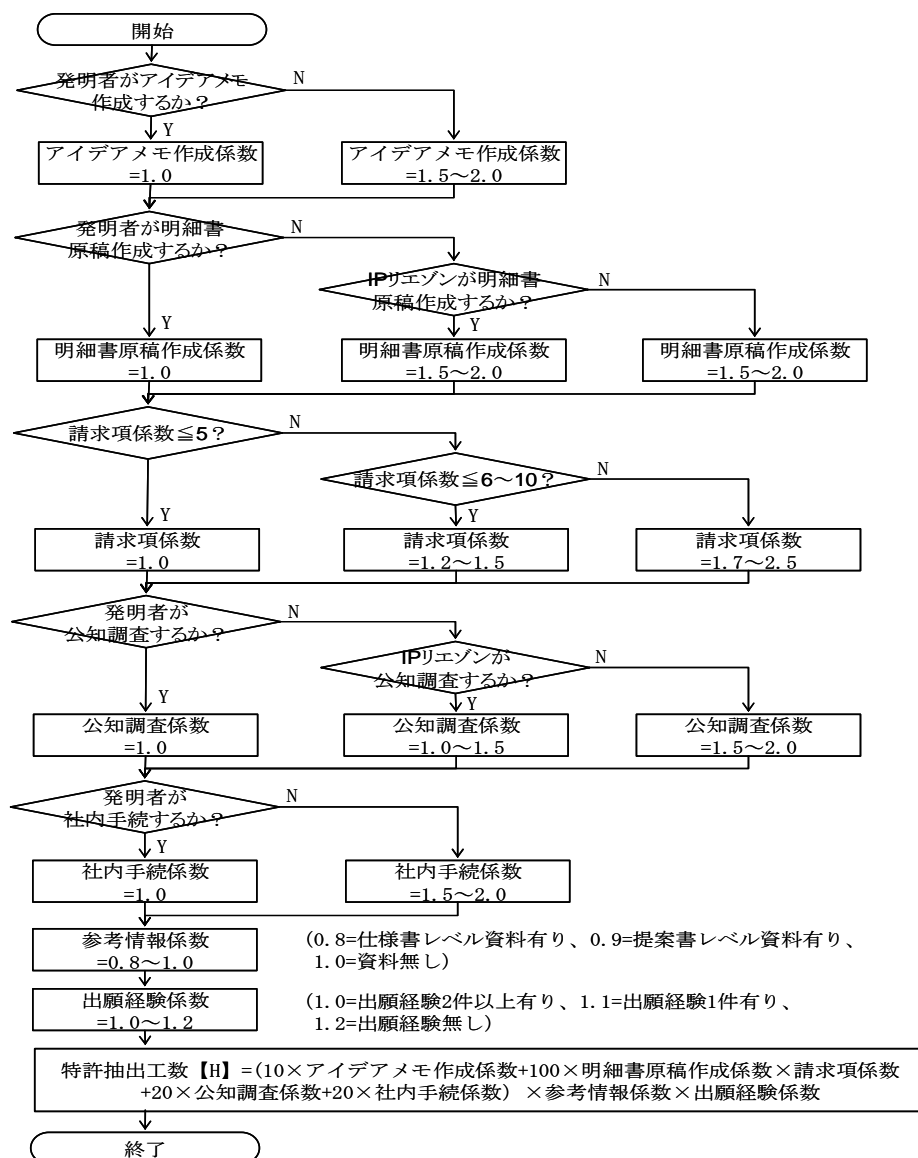 開始
発明者がアイデアメモ
作成するか？
N
Y
アイデアメモ作成係数
=1.0
アイデアメモ作成係数
=1.5～2.0
発明者が明細書
原稿作成するか？
N
IPリエゾンが明細書
原稿作成するか？
N
Y
Y
明細書原稿作成係数
=1.0
明細書原稿作成係数
=1.5～2.0
明細書原稿作成係数
=1.5～2.0
請求項係数≦5？
N
請求項係数≦6～10？
N
Y
Y
請求項係数
=1.0
請求項係数
=1.2～1.5
請求項係数
=1.7～2.5
発明者が
公知調査するか？
N
IPリエゾンが
公知調査するか？
N
Y
Y
公知調査係数
=1.0
公知調査係数
=1.0～1.5
公知調査係数
=1.5～2.0
発明者が
社内手続するか？
N
Y
社内手続係数
=1.0
社内手続係数
=1.5～2.0
参考情報係数
=0.8～1.0
（0.8=仕様書レベル資料有り、0.9=提案書レベル資料有り、
1.0=資料無し）
出願経験係数
=1.0～1.2
（1.0=出願経験2件以上有り、1.1=出願経験1件有り、
1.2=出願経験無し）
特許抽出工数【H】=(10×アイデアメモ作成係数+100×明細書原稿作成係数×請求項係数
+20×公知調査係数+20×社内手続係数）×参考情報係数×出願経験係数
終了